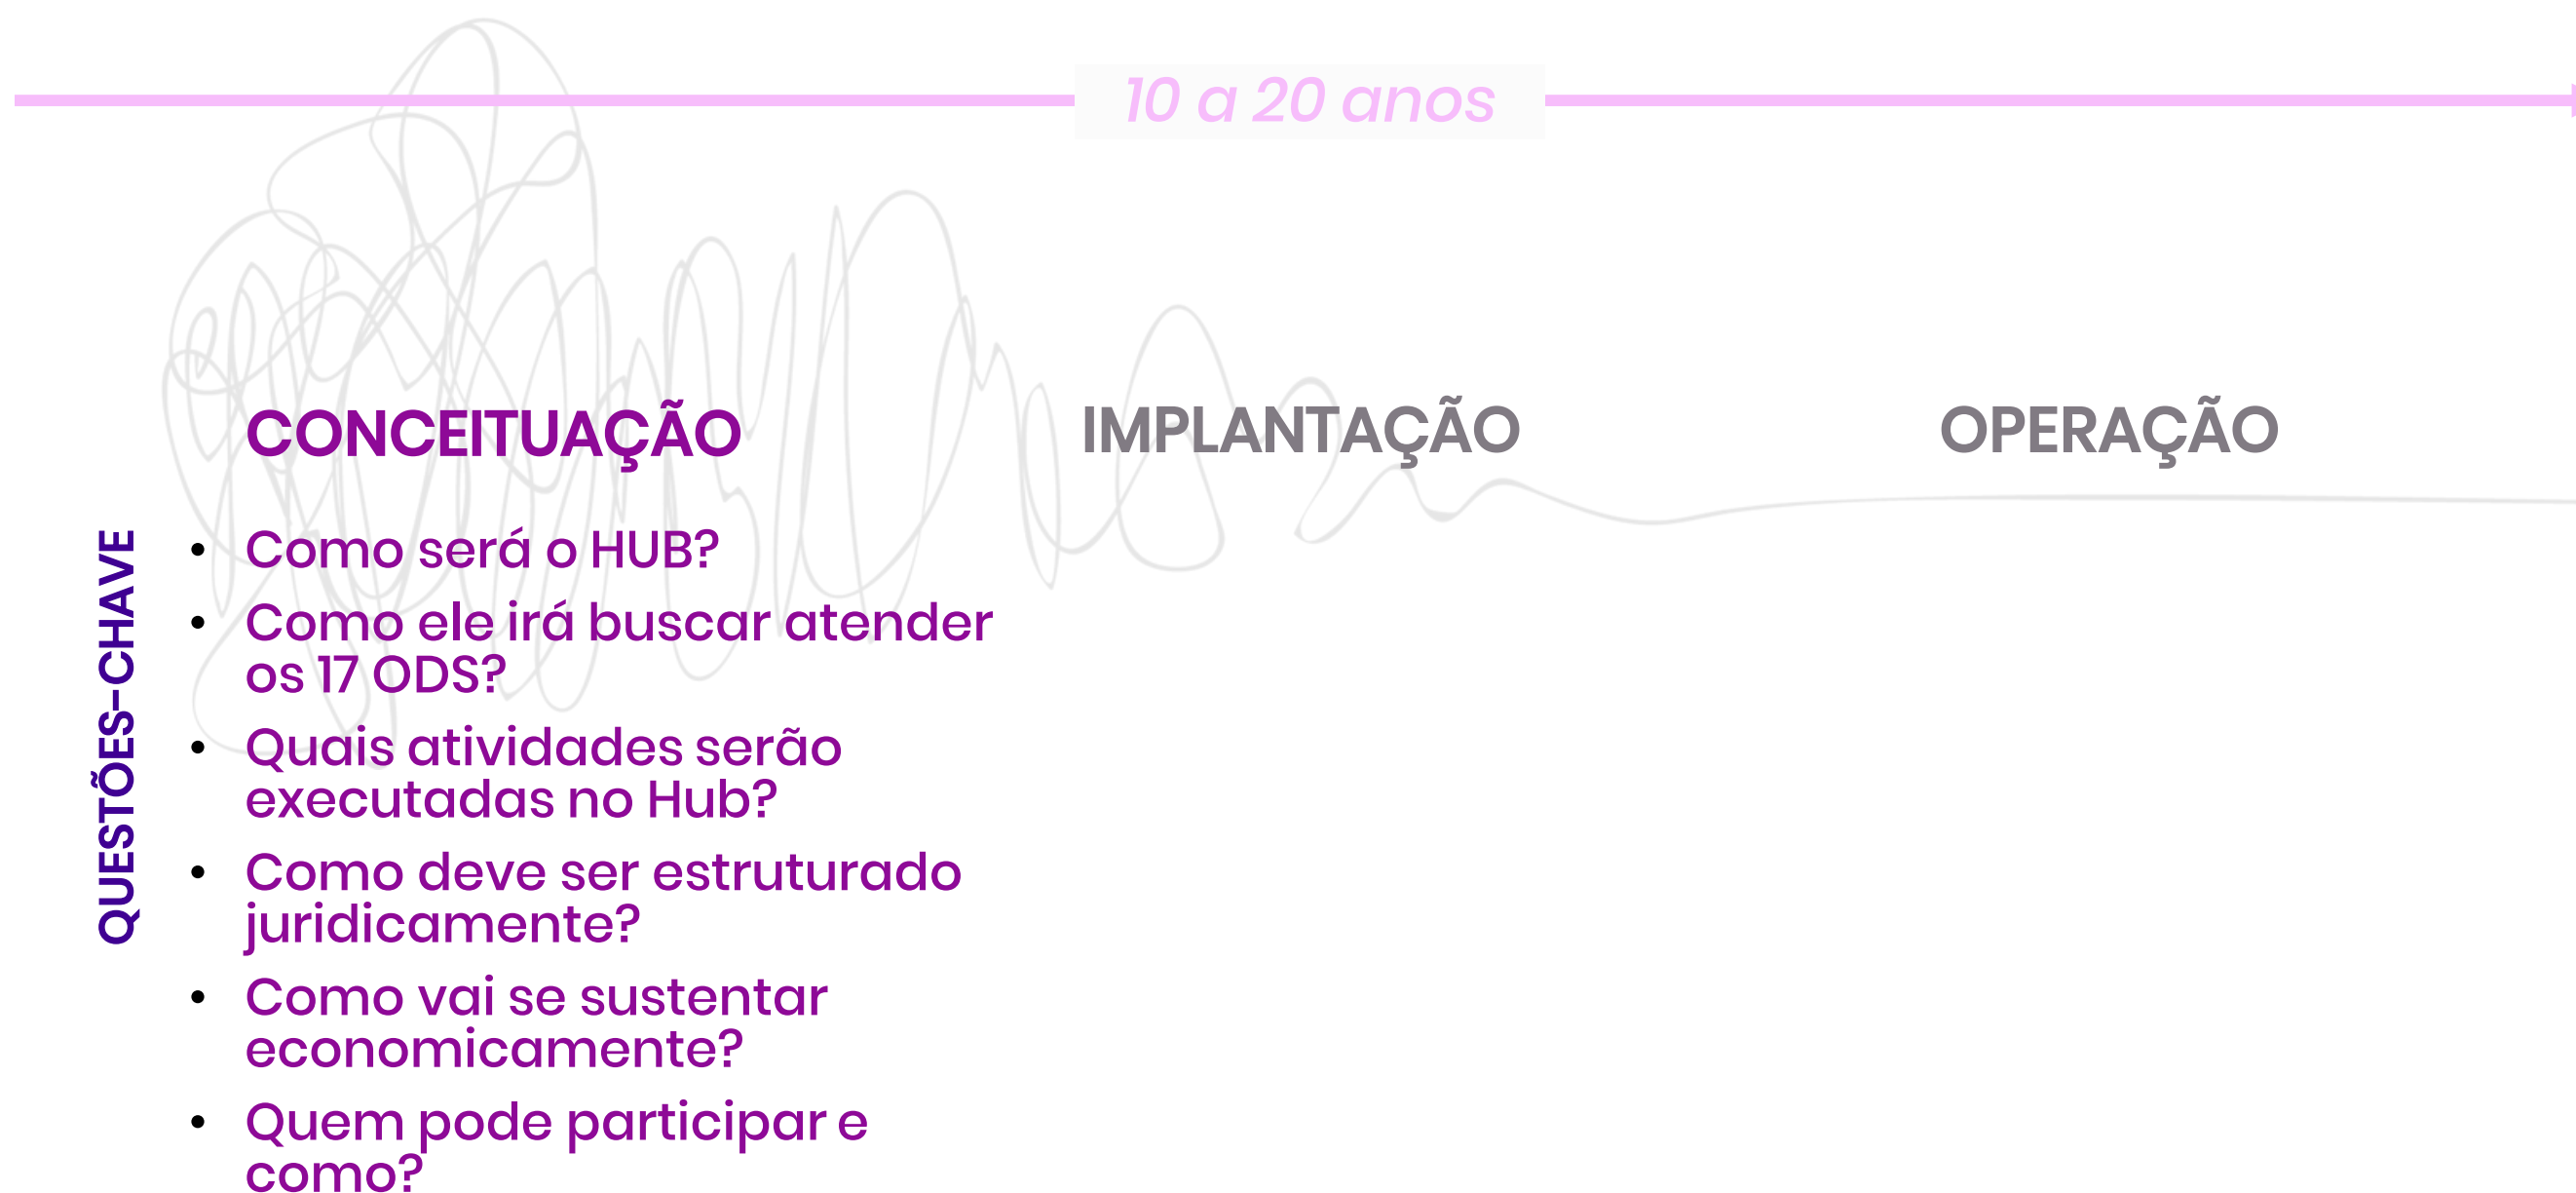 10 a 20 anos
CONCEITUAÇÃO
IMPLANTAÇÃO
OPERAÇÃO
QUESTÕES-CHAVE
• Como será o HUB?
• Como ele irá buscar atender
os 17 ODS?
• Quais atividades serão
executadas no Hub?
• Como deve ser estruturado
juridicamente?
• Como vai se sustentar
economicamente?
• Quem pode participar e
como?